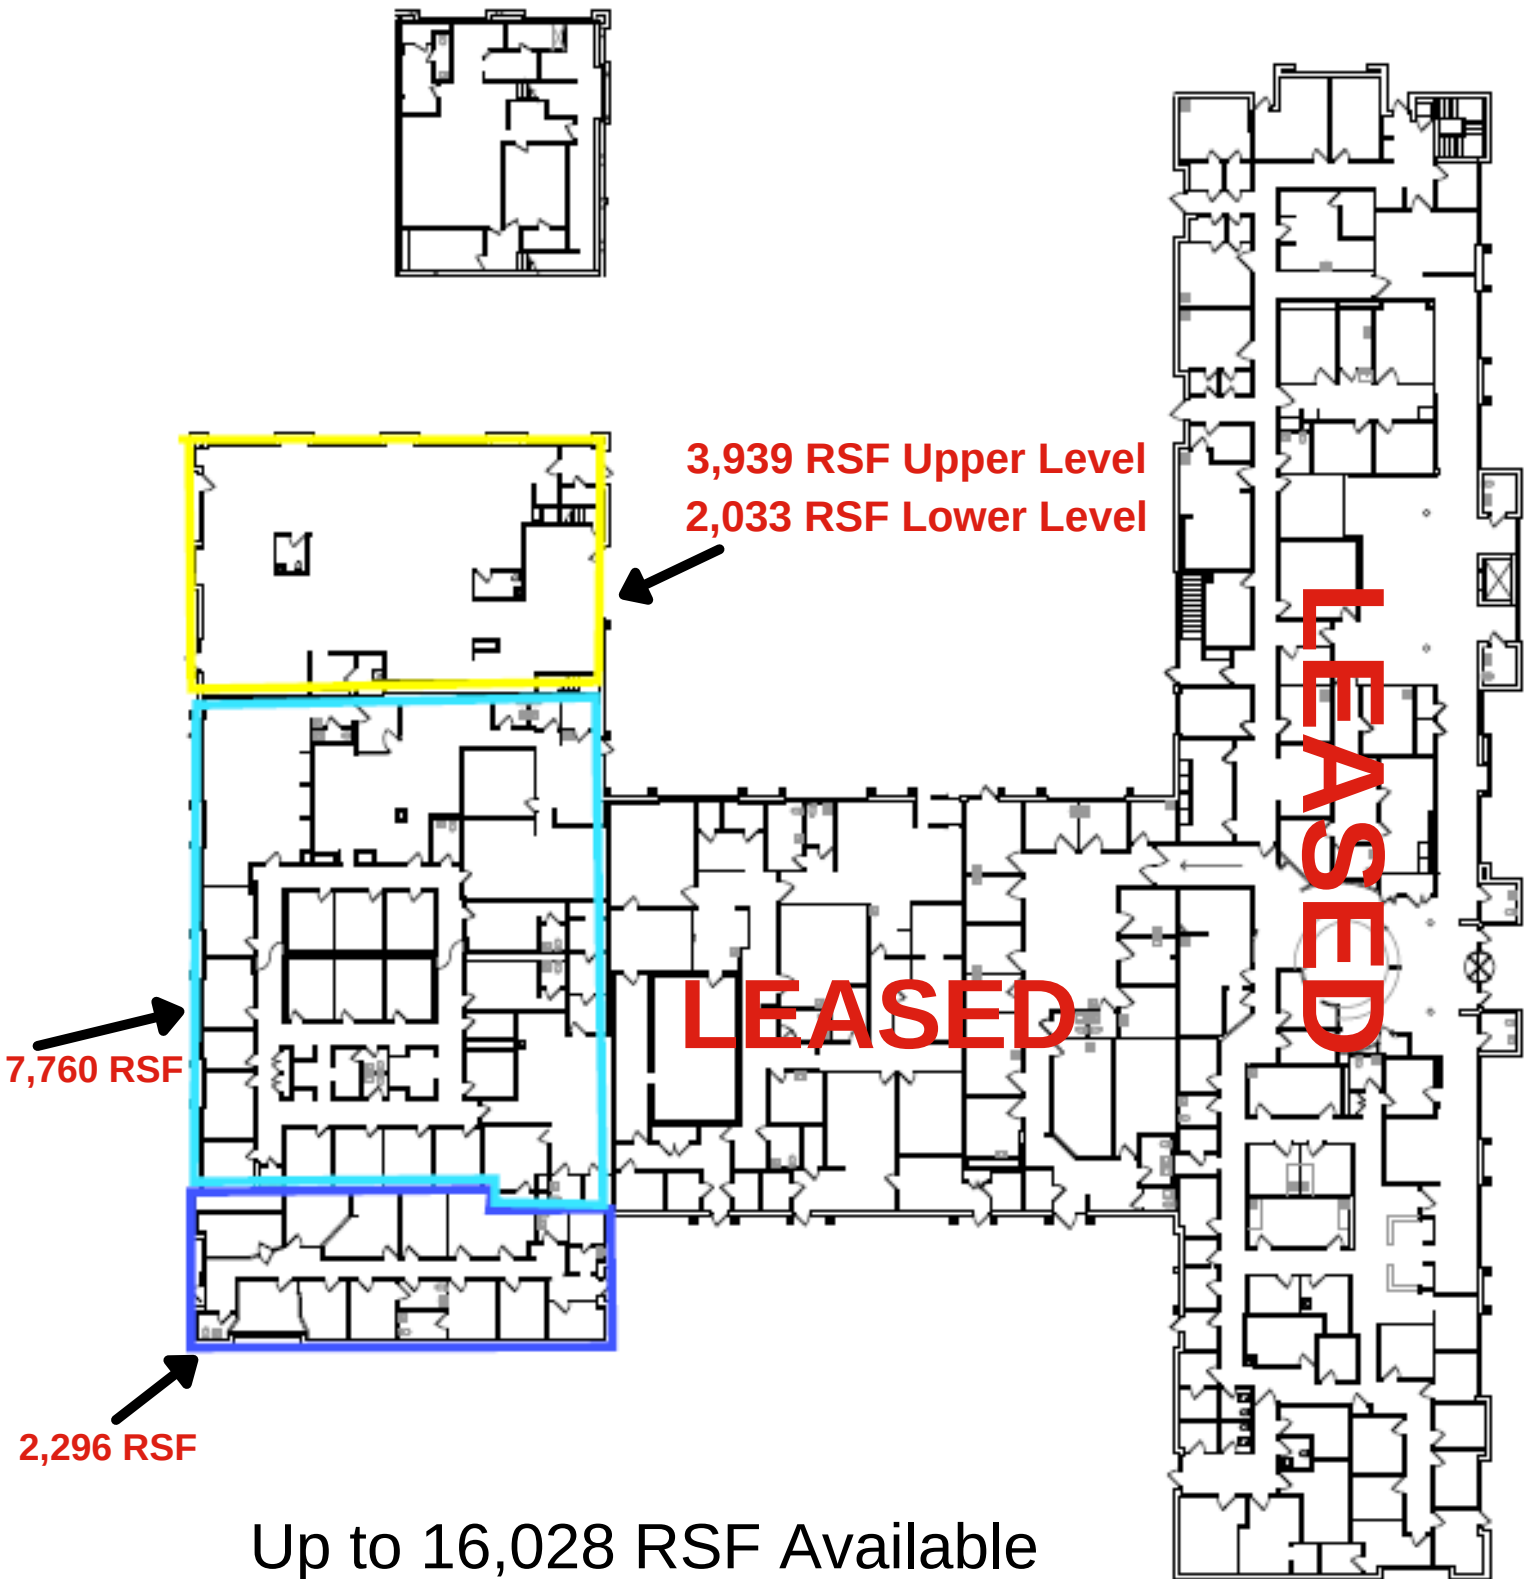 3,939 RSF Upper Level
2,033 RSF Lower Level
LEASED
LEASED
7,760 RSF
2,296 RSF
Up to 16,028 RSF Available